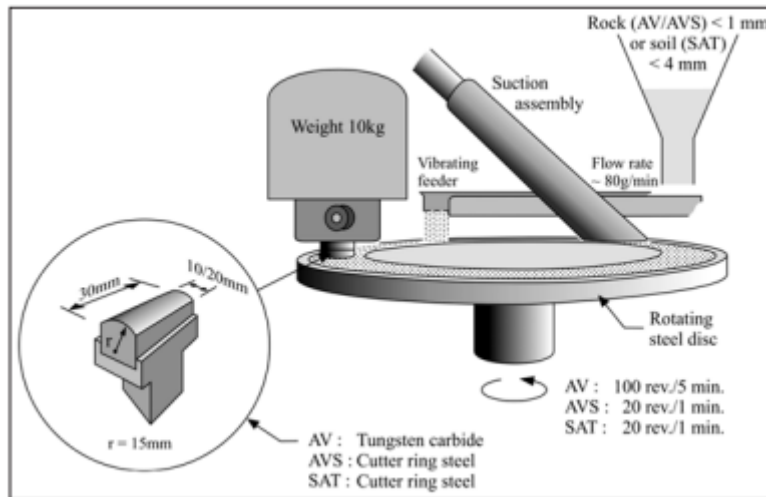 Rock (AV/AVS) < 1 mm
or soil (SAT)
< 4 mm
Suction
assembly
Weight 10kg
Vibrating
feeder
Flow rate
~ 80g/min
10/20mm
30mm
r
r = 15mm
Rotating
steel disc
AV : 100 rev./5 min.
AVS : 20 rev./1 min.
SAT : 20 rev./1 min.
AV : Tungsten carbide
AVS : Cutter ring steel
SAT : Cutter ring steel